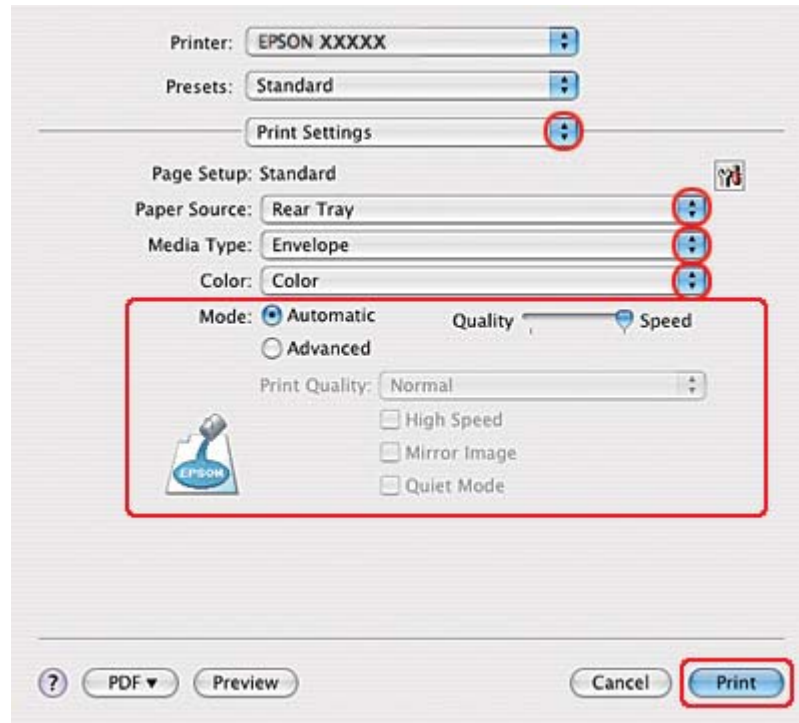 Printer: EPSON XXXXX
Presets: Standard
Print Settings
Page Setup: Standard
Paper Source: Rear Tray
Media Type: Envelope
Color: Color
Mode: Automatic Quality Speed
Advanced
Print Quality: Normal
High Speed
Mirror Image
EPSON
Quiet Mode
? PDF Preview Cancel Print